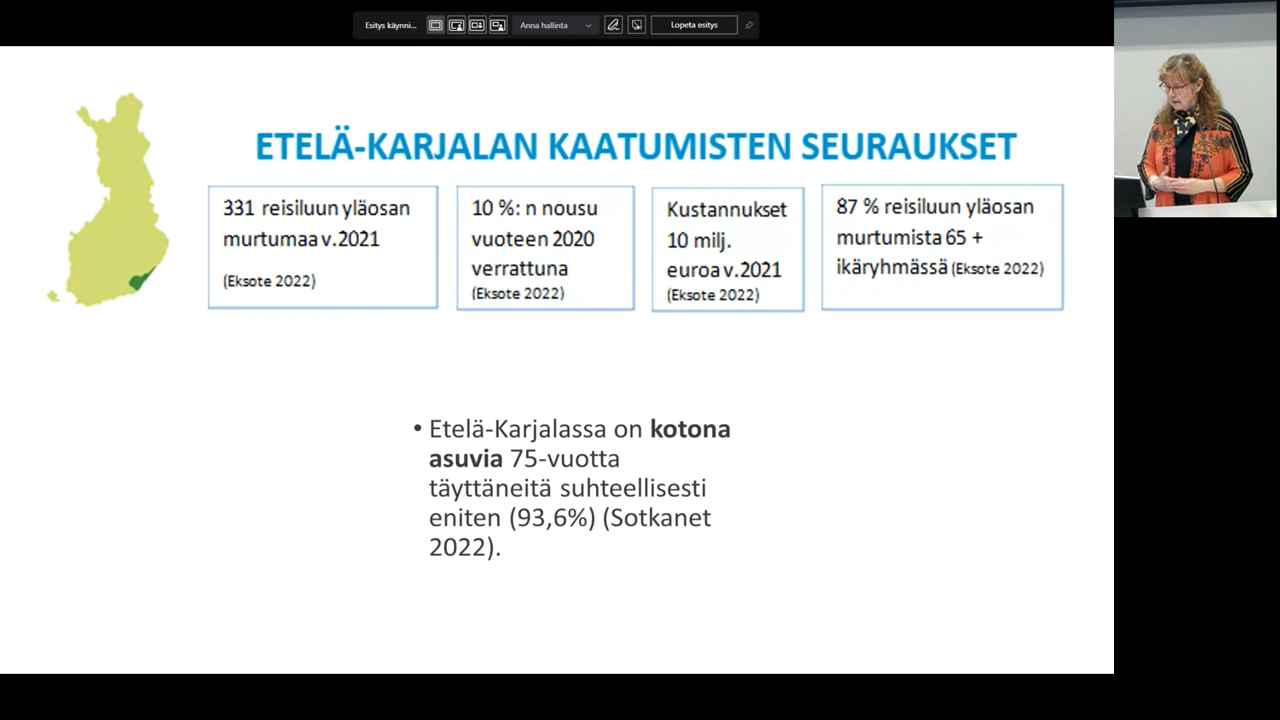 Esitys käynni...
Anna hallinta
Lopeta esitys
ETELÄ-KARJALAN KAATUMISTEN SEURAUKSET
331 reisiluun yläosan
murtumaa v.2021
(Eksote 2022)
10 %: n nousu
vuoteen 2020
verrattuna
(Eksote 2022)
Kustannukset
10 milj.
euroa v.2021
(Eksote 2022)
87 % reisiluun yläosan
murtumista 65 +
ikäryhmässä (Eksote 2022)
• Etelä-Karjalassa on kotona
asuvia 75-vuotta
täyttäneitä suhteellisesti
eniten (93,6%) (Sotkanet
2022).